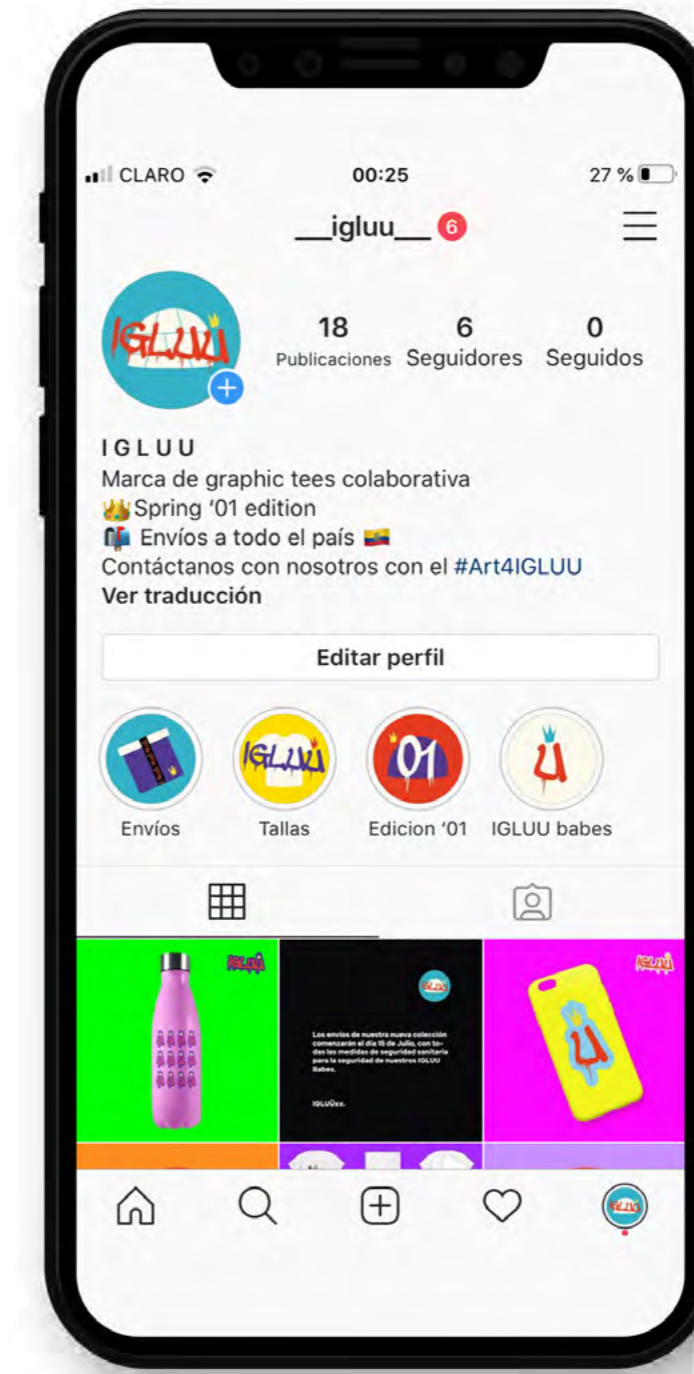 CLARO 00:25 27 %
__igluu__ 6
IGLUU
18 6 0
Publicaciones Seguidores Seguidos
I G L U U
Marca de graphic tees colaborativa
👑Spring ‘01 edition
📬 Envíos a todo el país 🇪🇨
Contáctanos con nosotros con el #Art4IGLUU
Ver traducción
Editar perfil
IGLUU
'01
U
Envíos Tallas Edicion ‘01 IGLUU babes
IGLUU
IGLUU
IGLUU
U
Los envíos de nuestra nueva colección
comenzarán el día 15 de Julio, con to-
das las medidas de seguridad sanitaria
para la seguridad de nuestros IGLUU
Babes.
IGLUÜxx.
IGLUU